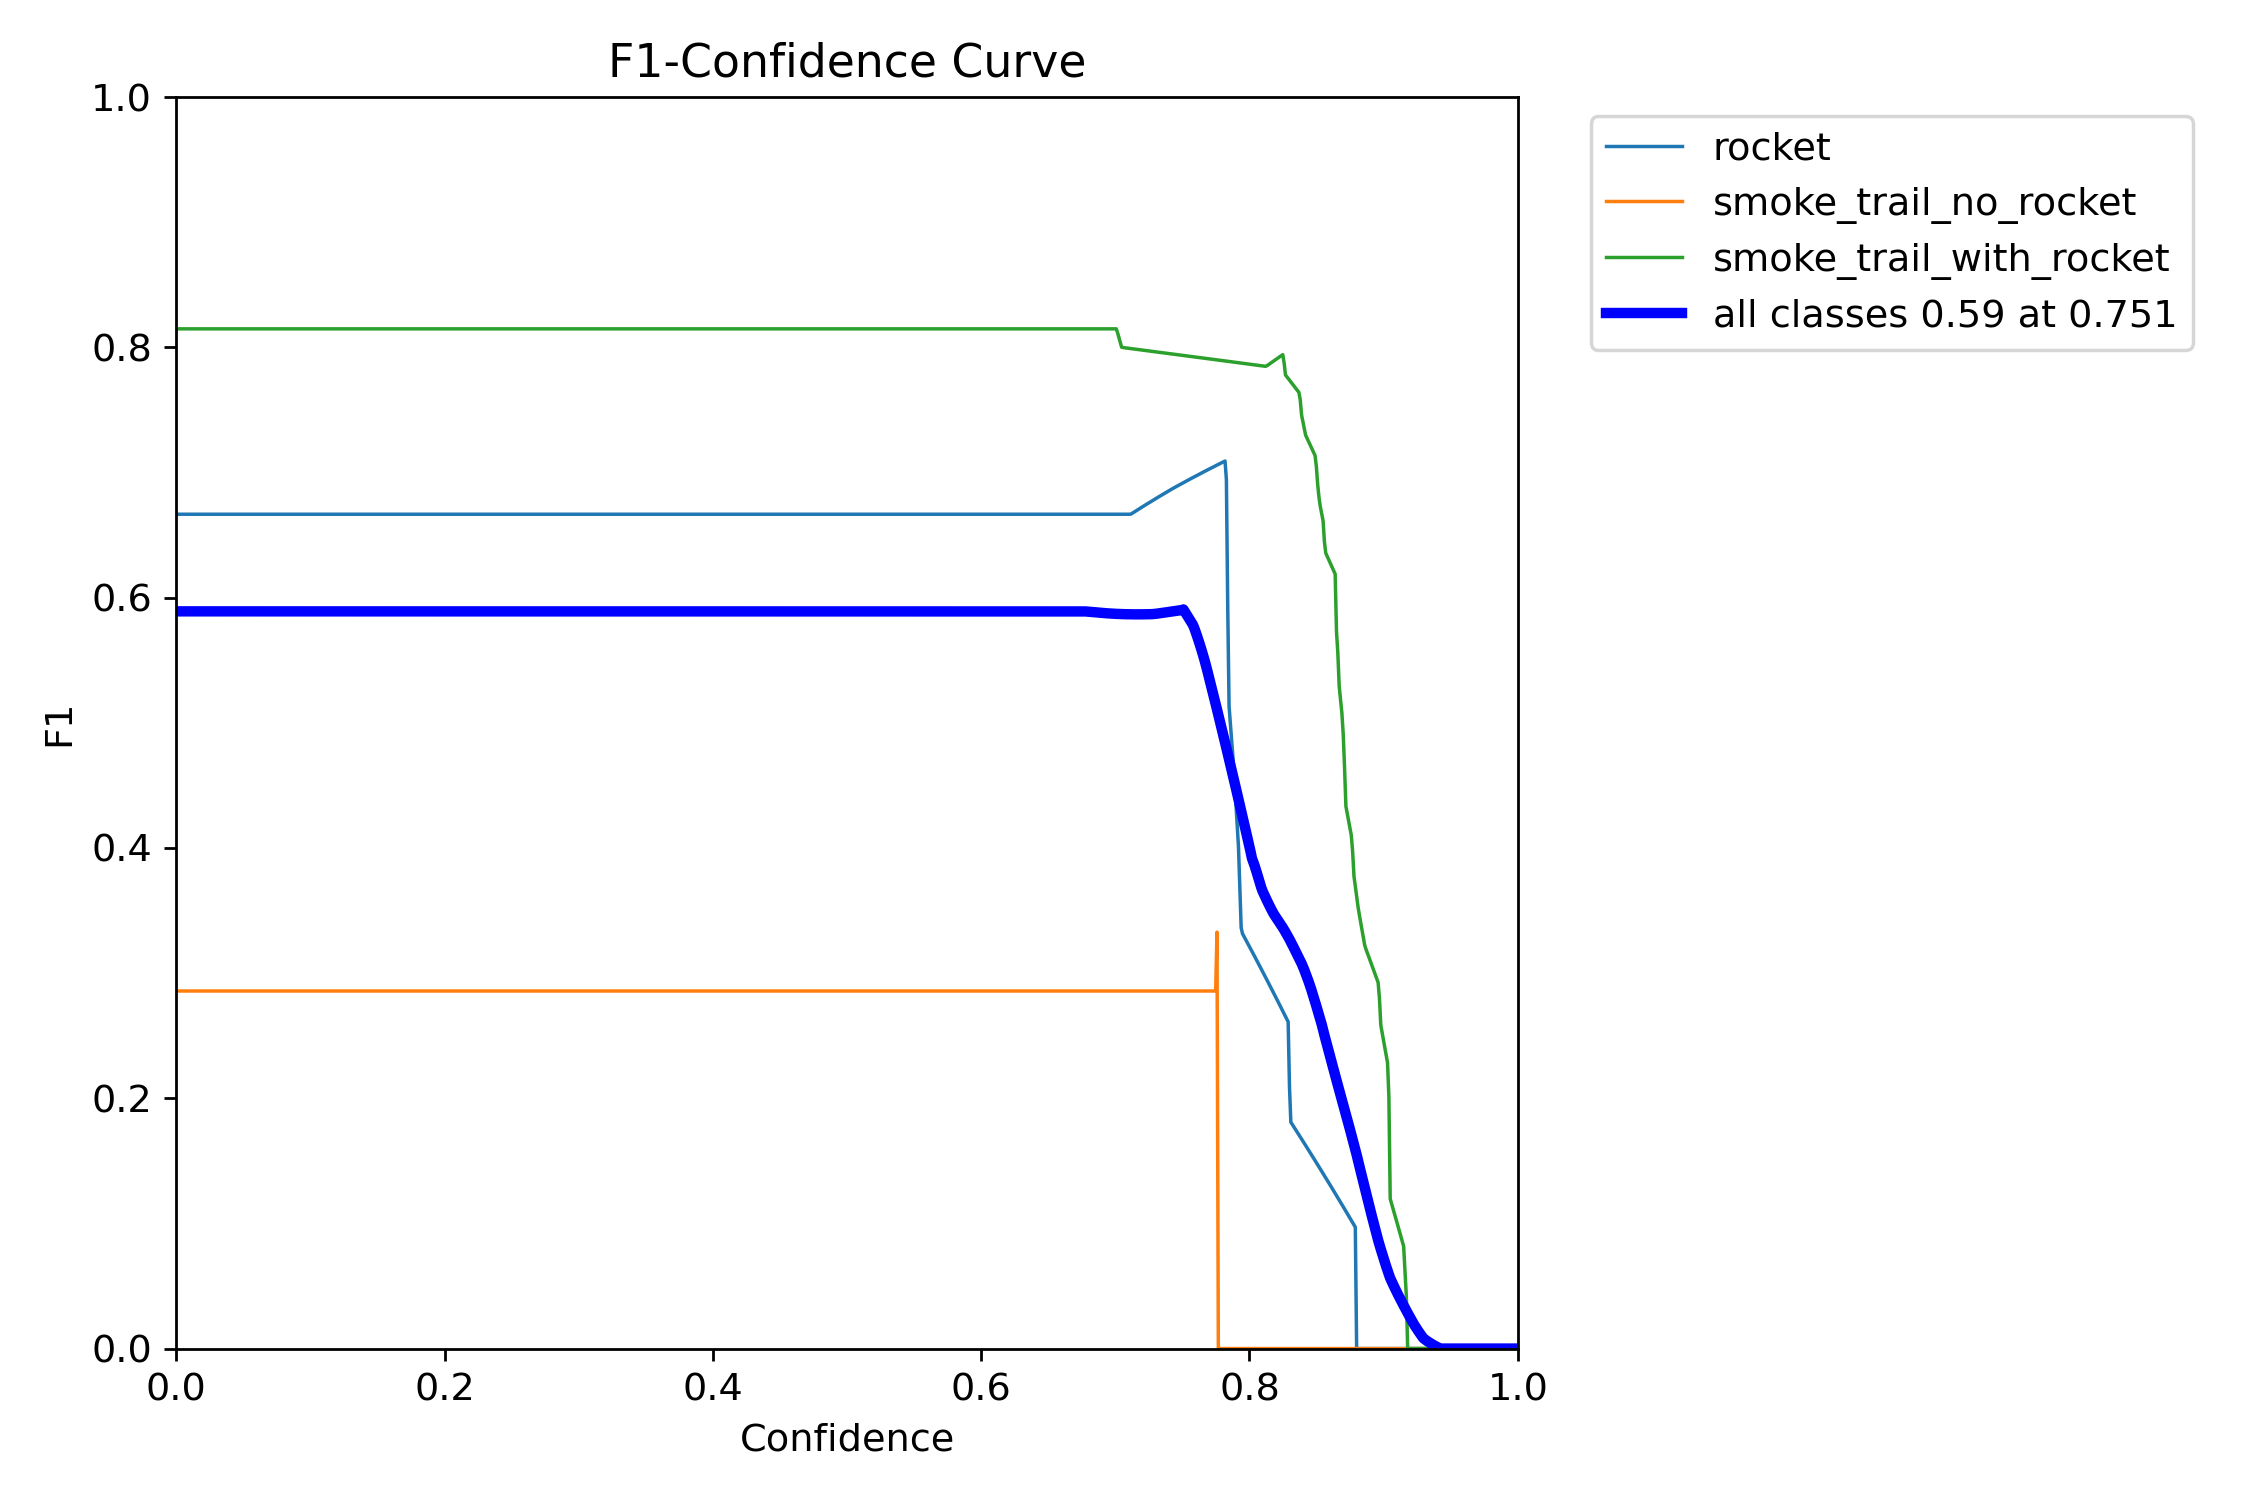 F1-Confidence Curve
1.0
0.8
0.6
0.4
0.2
0.0
F1
0.0 0.2 0.4 0.6 0.8 1.0
Confidence
rocket
smoke_trail_no_rocket
smoke_trail_with_rocket
all classes 0.59 at 0.751